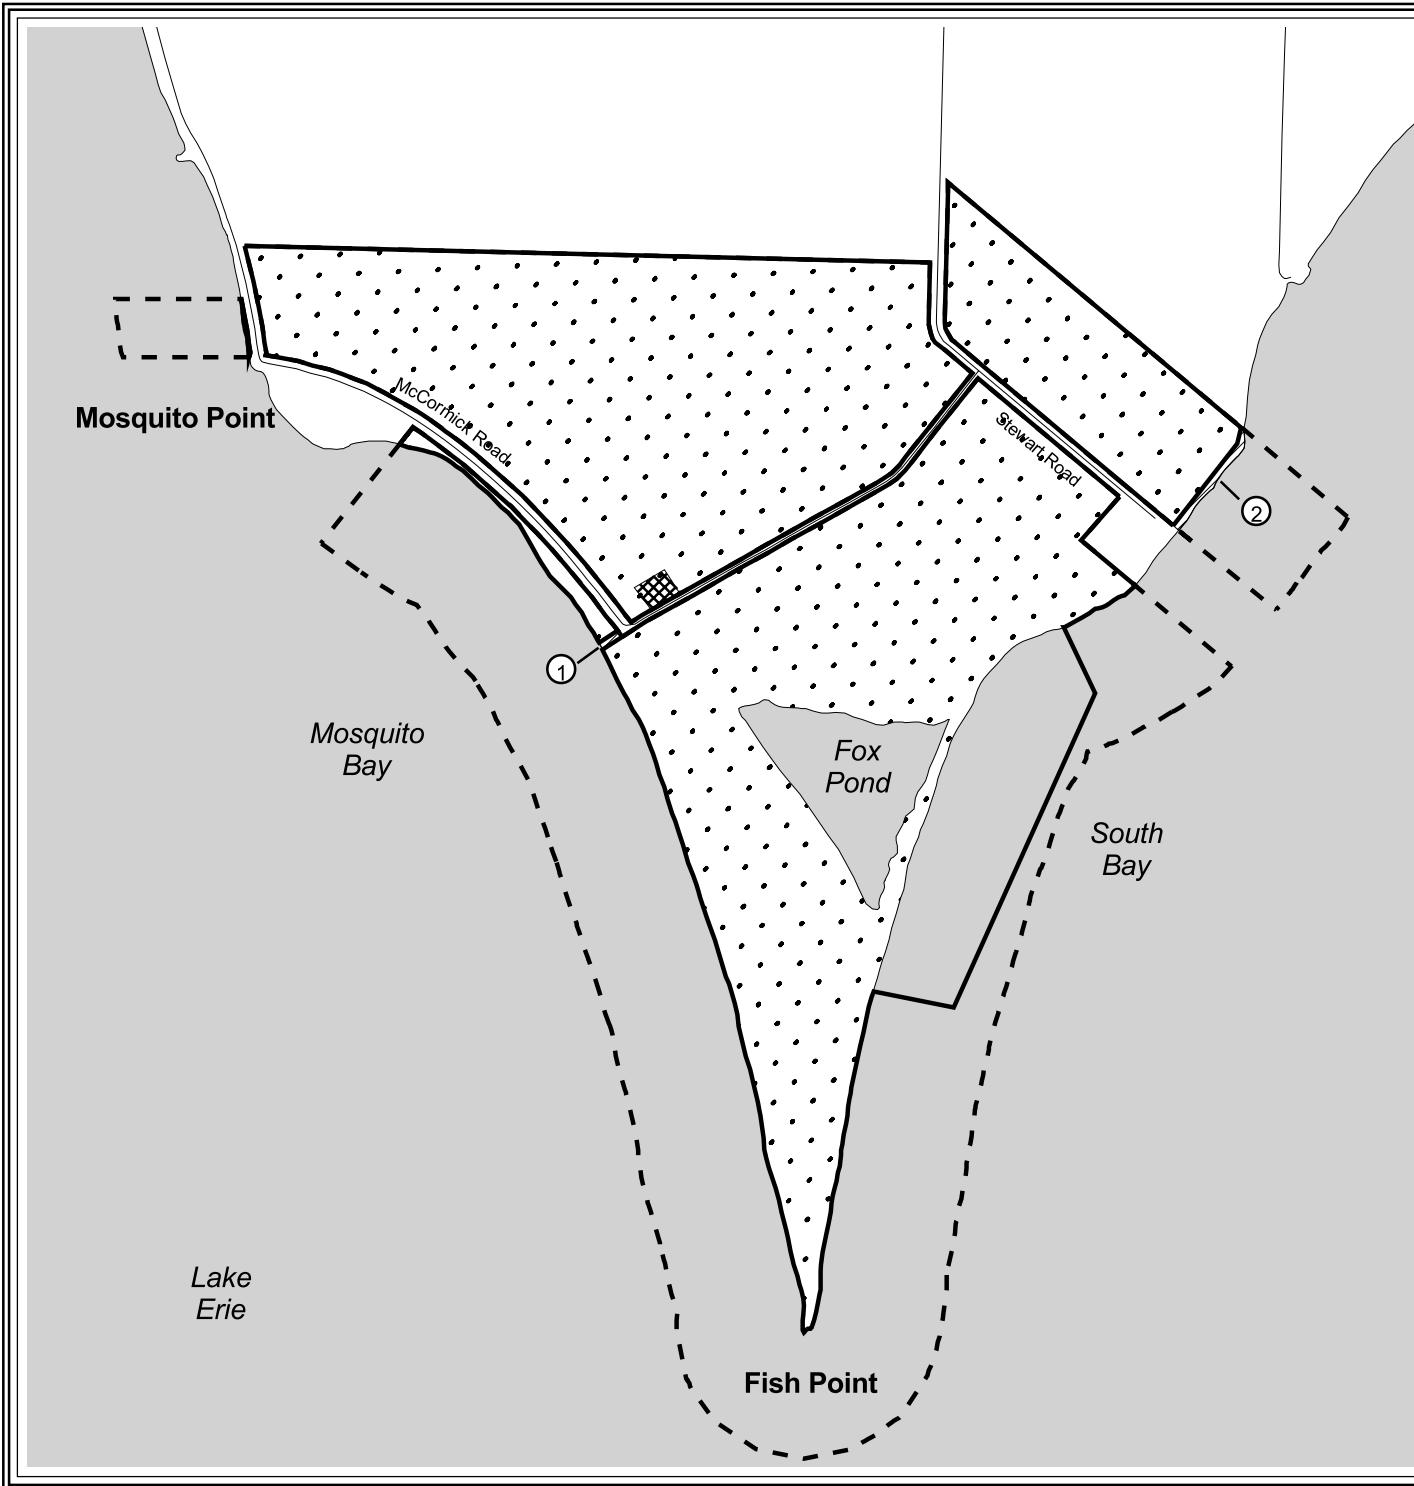 McCormick Road
Mosquito Point
Stewart Road
2
1
Mosquito
Bay
Fox
Pond
South
Bay
Lake
Erie
Fish Point